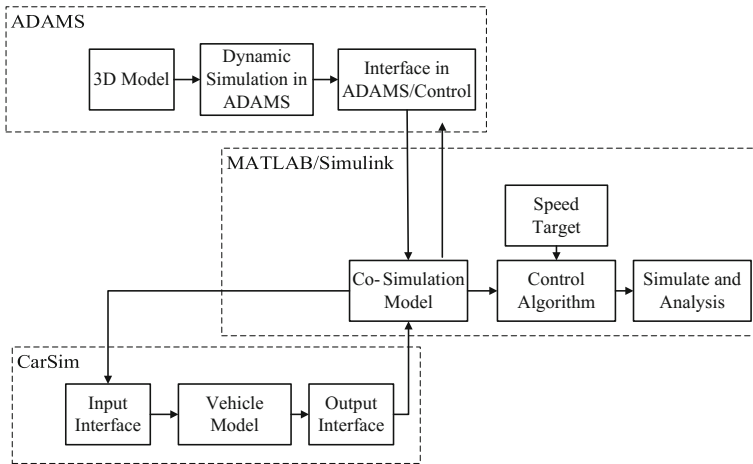 ADAMS
3D Model
Dynamic
Simulation in
ADAMS
Interface in
ADAMS/Control
MATLAB/Simulink
Speed
Target
Co-Simulation
Model
Control
Algorithm
Simulate and
Analysis
CarSim
Input
Interface
Vehicle
Model
Output
Interface